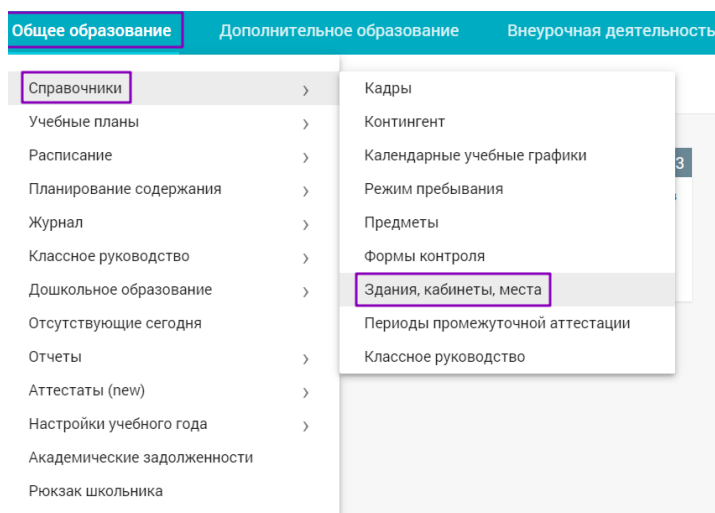 Общее образование Дополнительное образование Внеурочная деятельность
Справочники
Учебные планы
Расписание
Планирование содержания
Журнал
Классное руководство
Дошкольное образование
Отсутствующие сегодня
Отчеты
Аттестаты (new)
Настройки учебного года
Академические задолженности
Рюкзак школьника
Кадры
Контингент
Календарные учебные графики
Режим пребывания
Предметы
Формы контроля
Здания, кабинеты, места
Периоды промежуточной аттестации
Классное руководство
3